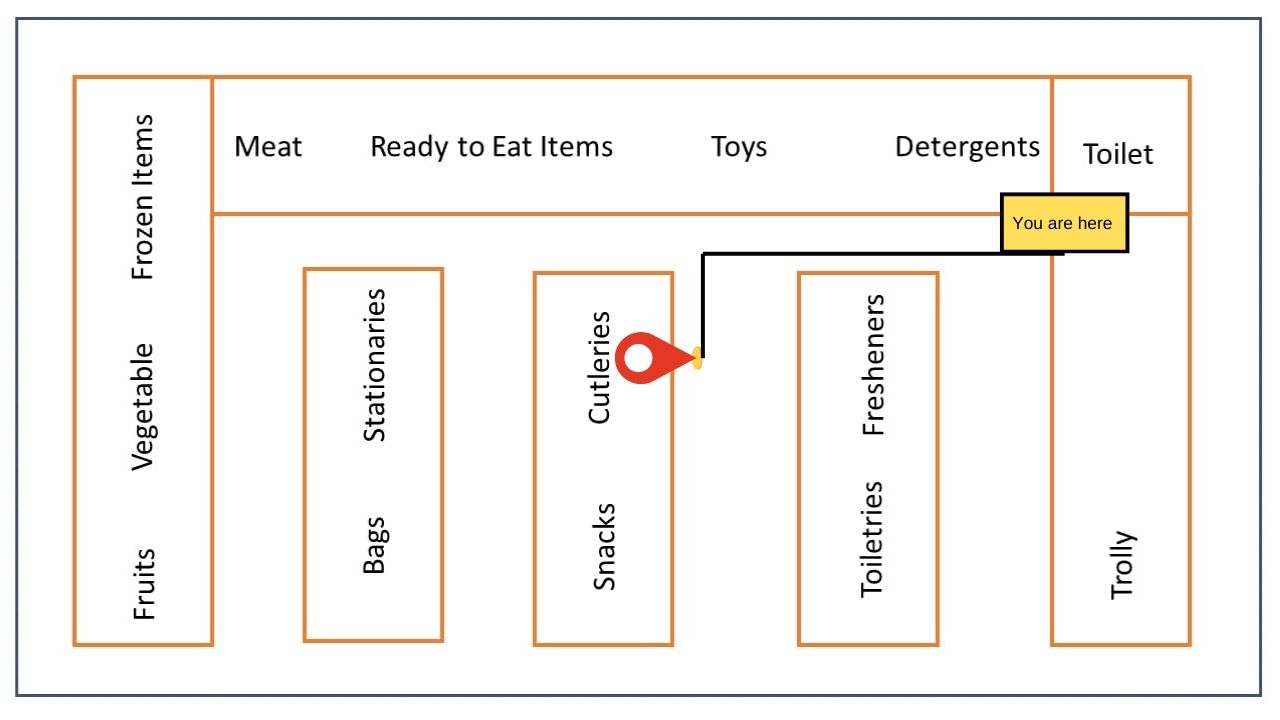 Meat
Ready to Eat Items
Toys
Detergents
Toilet
You are here
Frozen Items
Vegetable
Fruits
Stationaries
Bags
Cutleries
Snacks
Fresheners
Toiletries
Trolly